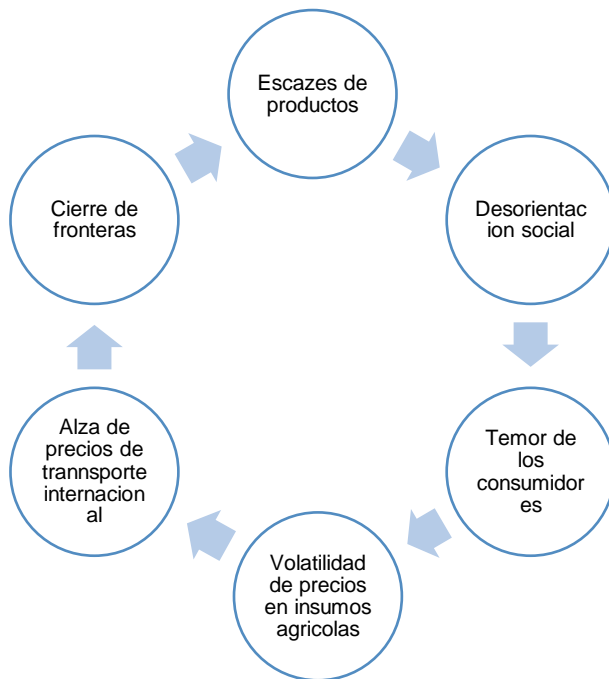 Escazes de
productos
Desorientac
ion social
Temor de
los
consumidor
es
Volatilidad
de precios
en insumos
agricolas
Alza de
precios de
trannsporte
internacion
al
Cierre de
fronteras